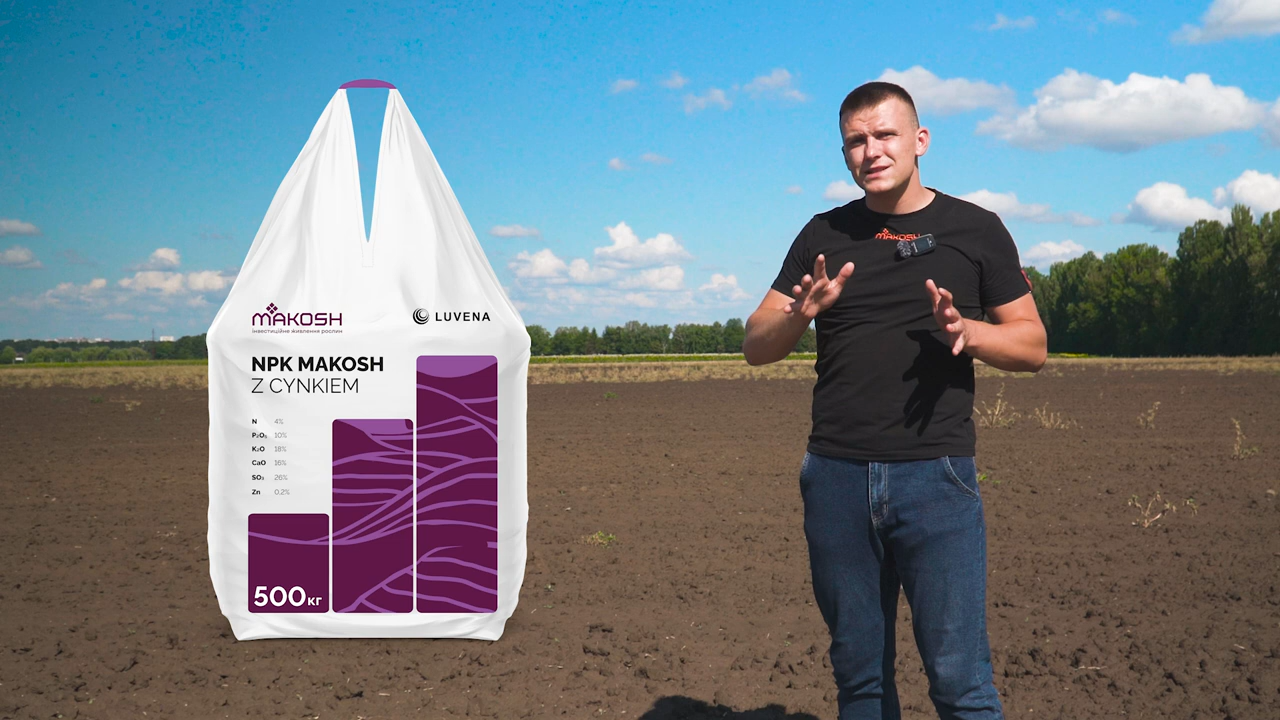 MAKOSH
інвестиційне живлення рослин
LUVENA
NPK MAKOSH
Z CYNKIEM
N 4%
P₂O₅ 10%
K₂O 18%
CaO 16%
SO₃ 26%
Zn 0,2%
500кг
MAKOSH